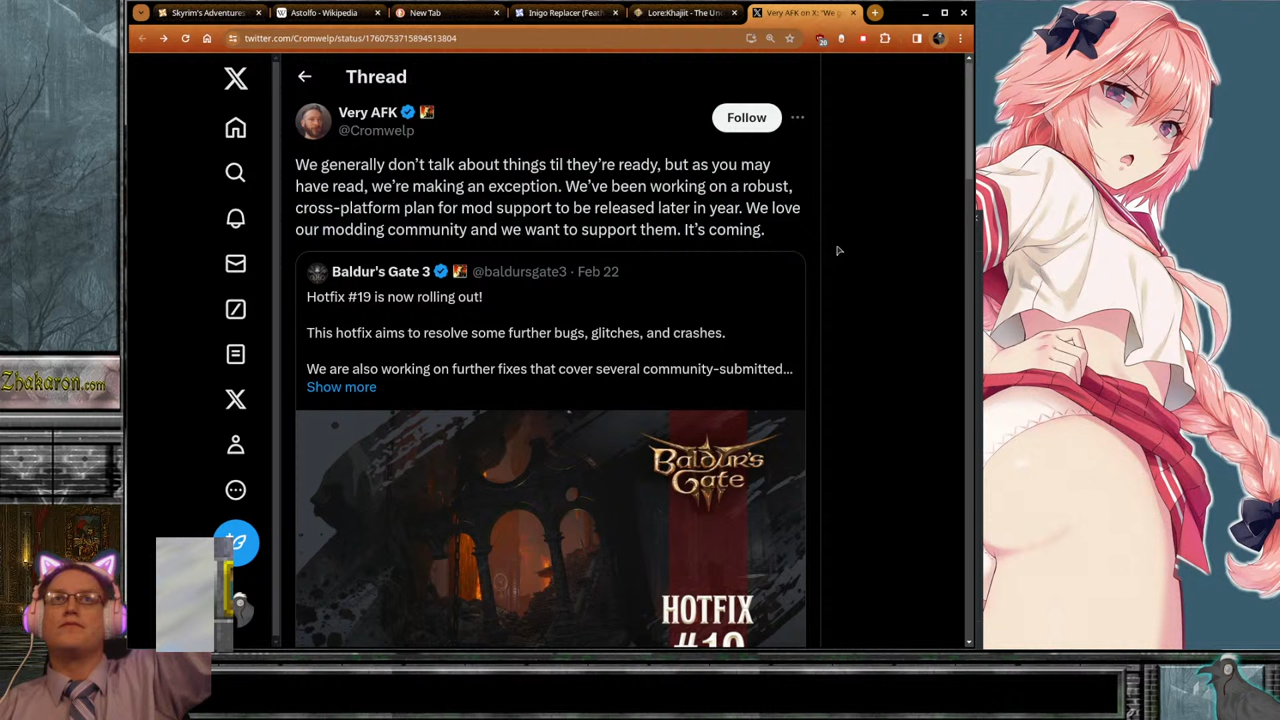 Skyrim's Adventures
Astolfo - Wikipedia
New Tab
Inigo Replacer (Feat
Lore:Khajiit - The Un
Very AFK on X: "We g
twitter.com/Cromwelp/status/1760753715894513804
20
Thread
Very AFK
@Cromwelp
Follow
We generally don't talk about things til they're ready, but as you may
have read, we're making an exception. We've been working on a robust,
cross-platform plan for mod support to be released later in year. We love
our modding community and we want to support them. It's coming.
Baldur's Gate 3 @baldursgate3 · Feb 22
Hotfix #19 is now rolling out!
This hotfix aims to resolve some further bugs, glitches, and crashes.
We are also working on further fixes that cover several community-submitted...
Show more
Baldur's
Gate
HOTFIX
#19
Zhakaron.com